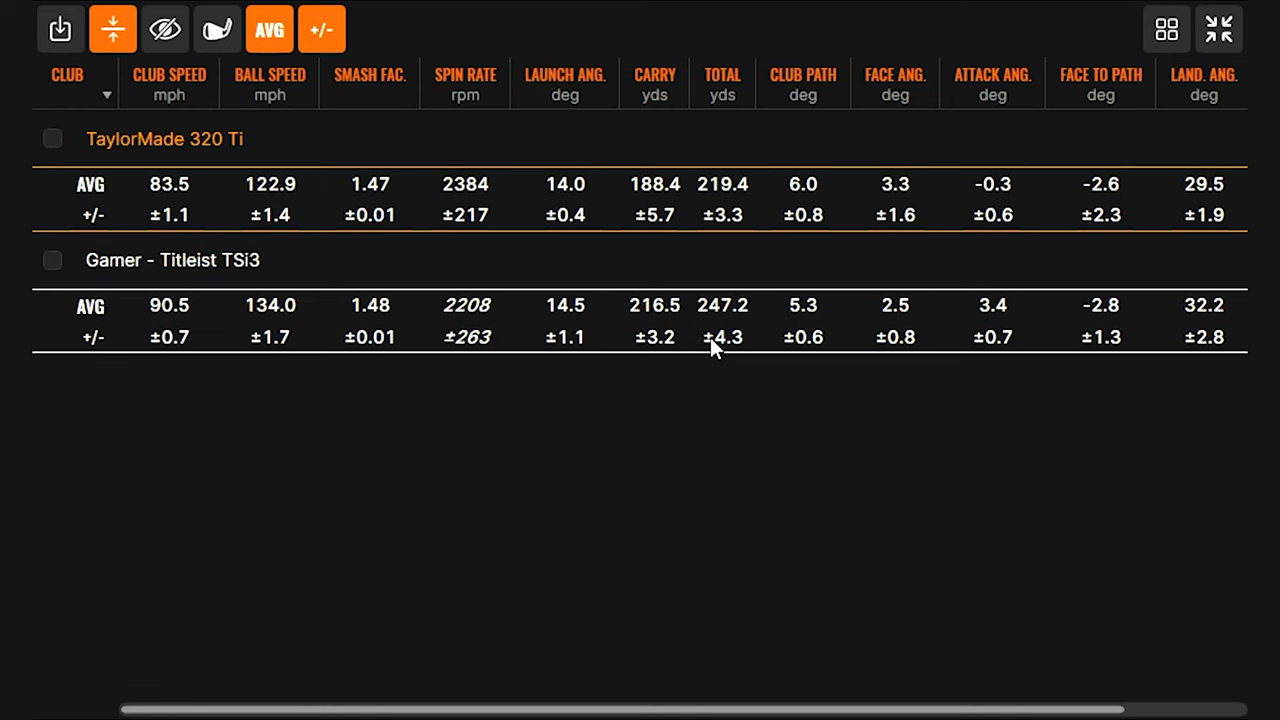 AVG +/-
CLUB CLUB SPEED BALL SPEED SMASH FAC. SPIN RATE LAUNCH ANG. CARRY TOTAL CLUB PATH FACE ANG. ATTACK ANG. FACE TO PATH LAND. ANG.
mph mph rpm deg yds yds deg deg deg deg deg
TaylorMade 320 Ti
AVG 83.5 122.9 1.47 2384 14.0 188.4 219.4 6.0 3.3 -0.3 -2.6 29.5
+/- ±1.1 ±1.4 ±0.01 ±217 ±0.4 ±5.7 ±3.3 ±0.8 ±1.6 ±0.6 ±2.3 ±1.9
Gamer - Titleist TSi3
AVG 90.5 134.0 1.48 2208 14.5 216.5 247.2 5.3 2.5 3.4 -2.8 32.2
+/- ±0.7 ±1.7 ±0.01 ±263 ±1.1 ±3.2 ±4.3 ±0.6 ±0.8 ±0.7 ±1.3 ±2.8